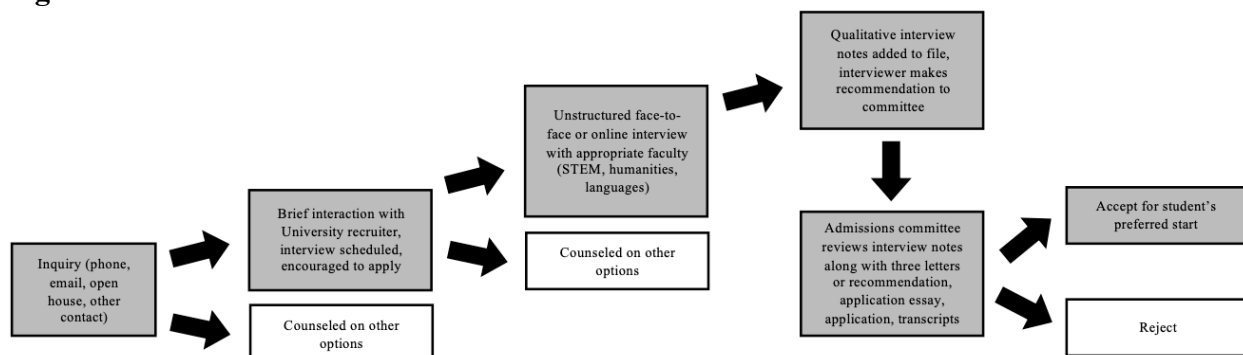 Inquiry (phone,
email, open
house, other
contact)
Brief interaction with
University recruiter,
interview scheduled,
encouraged to apply
Counseled on other
options
Unstructured face-to-
face or online interview
with appropriate faculty
(STEM, humanities,
languages)
Counseled on other
options
Qualitative interview
notes added to file,
interviewer makes
recommendation to
committee
Admissions committee
reviews interview notes
along with three letters
or recommendation,
application essay,
application, transcripts
Accept for student’s
preferred start
Reject